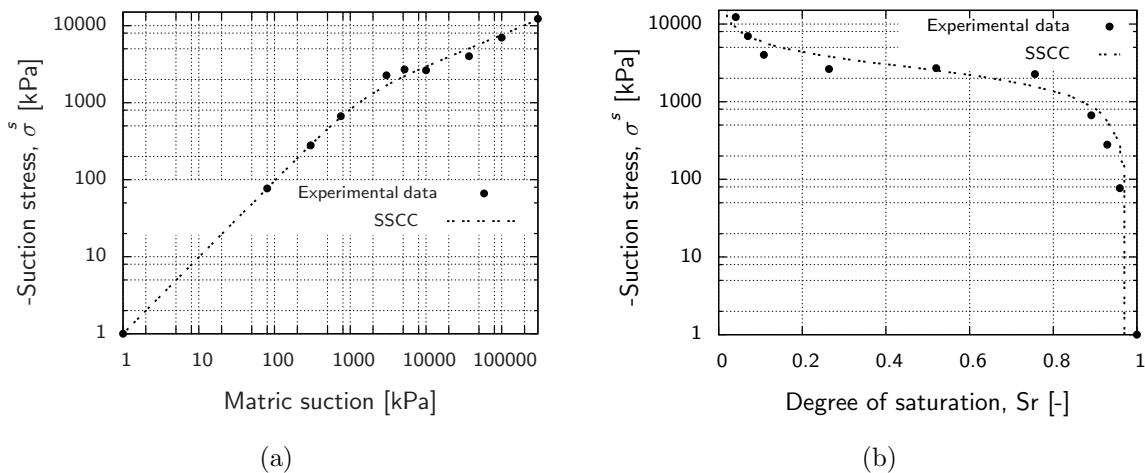 -Suction stress, σˢ [kPa]
10000
1000
100
10
1
Experimental data
SSCC
1 10 100 1000 10000 100000
Matric suction [kPa]
(a)
-Suction stress, σˢ [kPa]
10000
1000
100
10
1
Experimental data
SSCC
0 0.2 0.4 0.6 0.8 1
Degree of saturation, Sr [-]
(b)